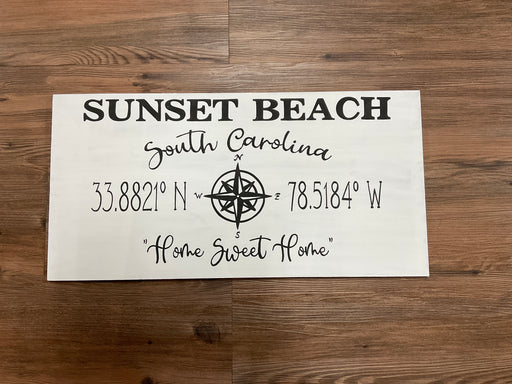 SUNSET BEACH
South Carolina
N
33.8821° N W E 78.5184° W
S
"Home Sweet Home"